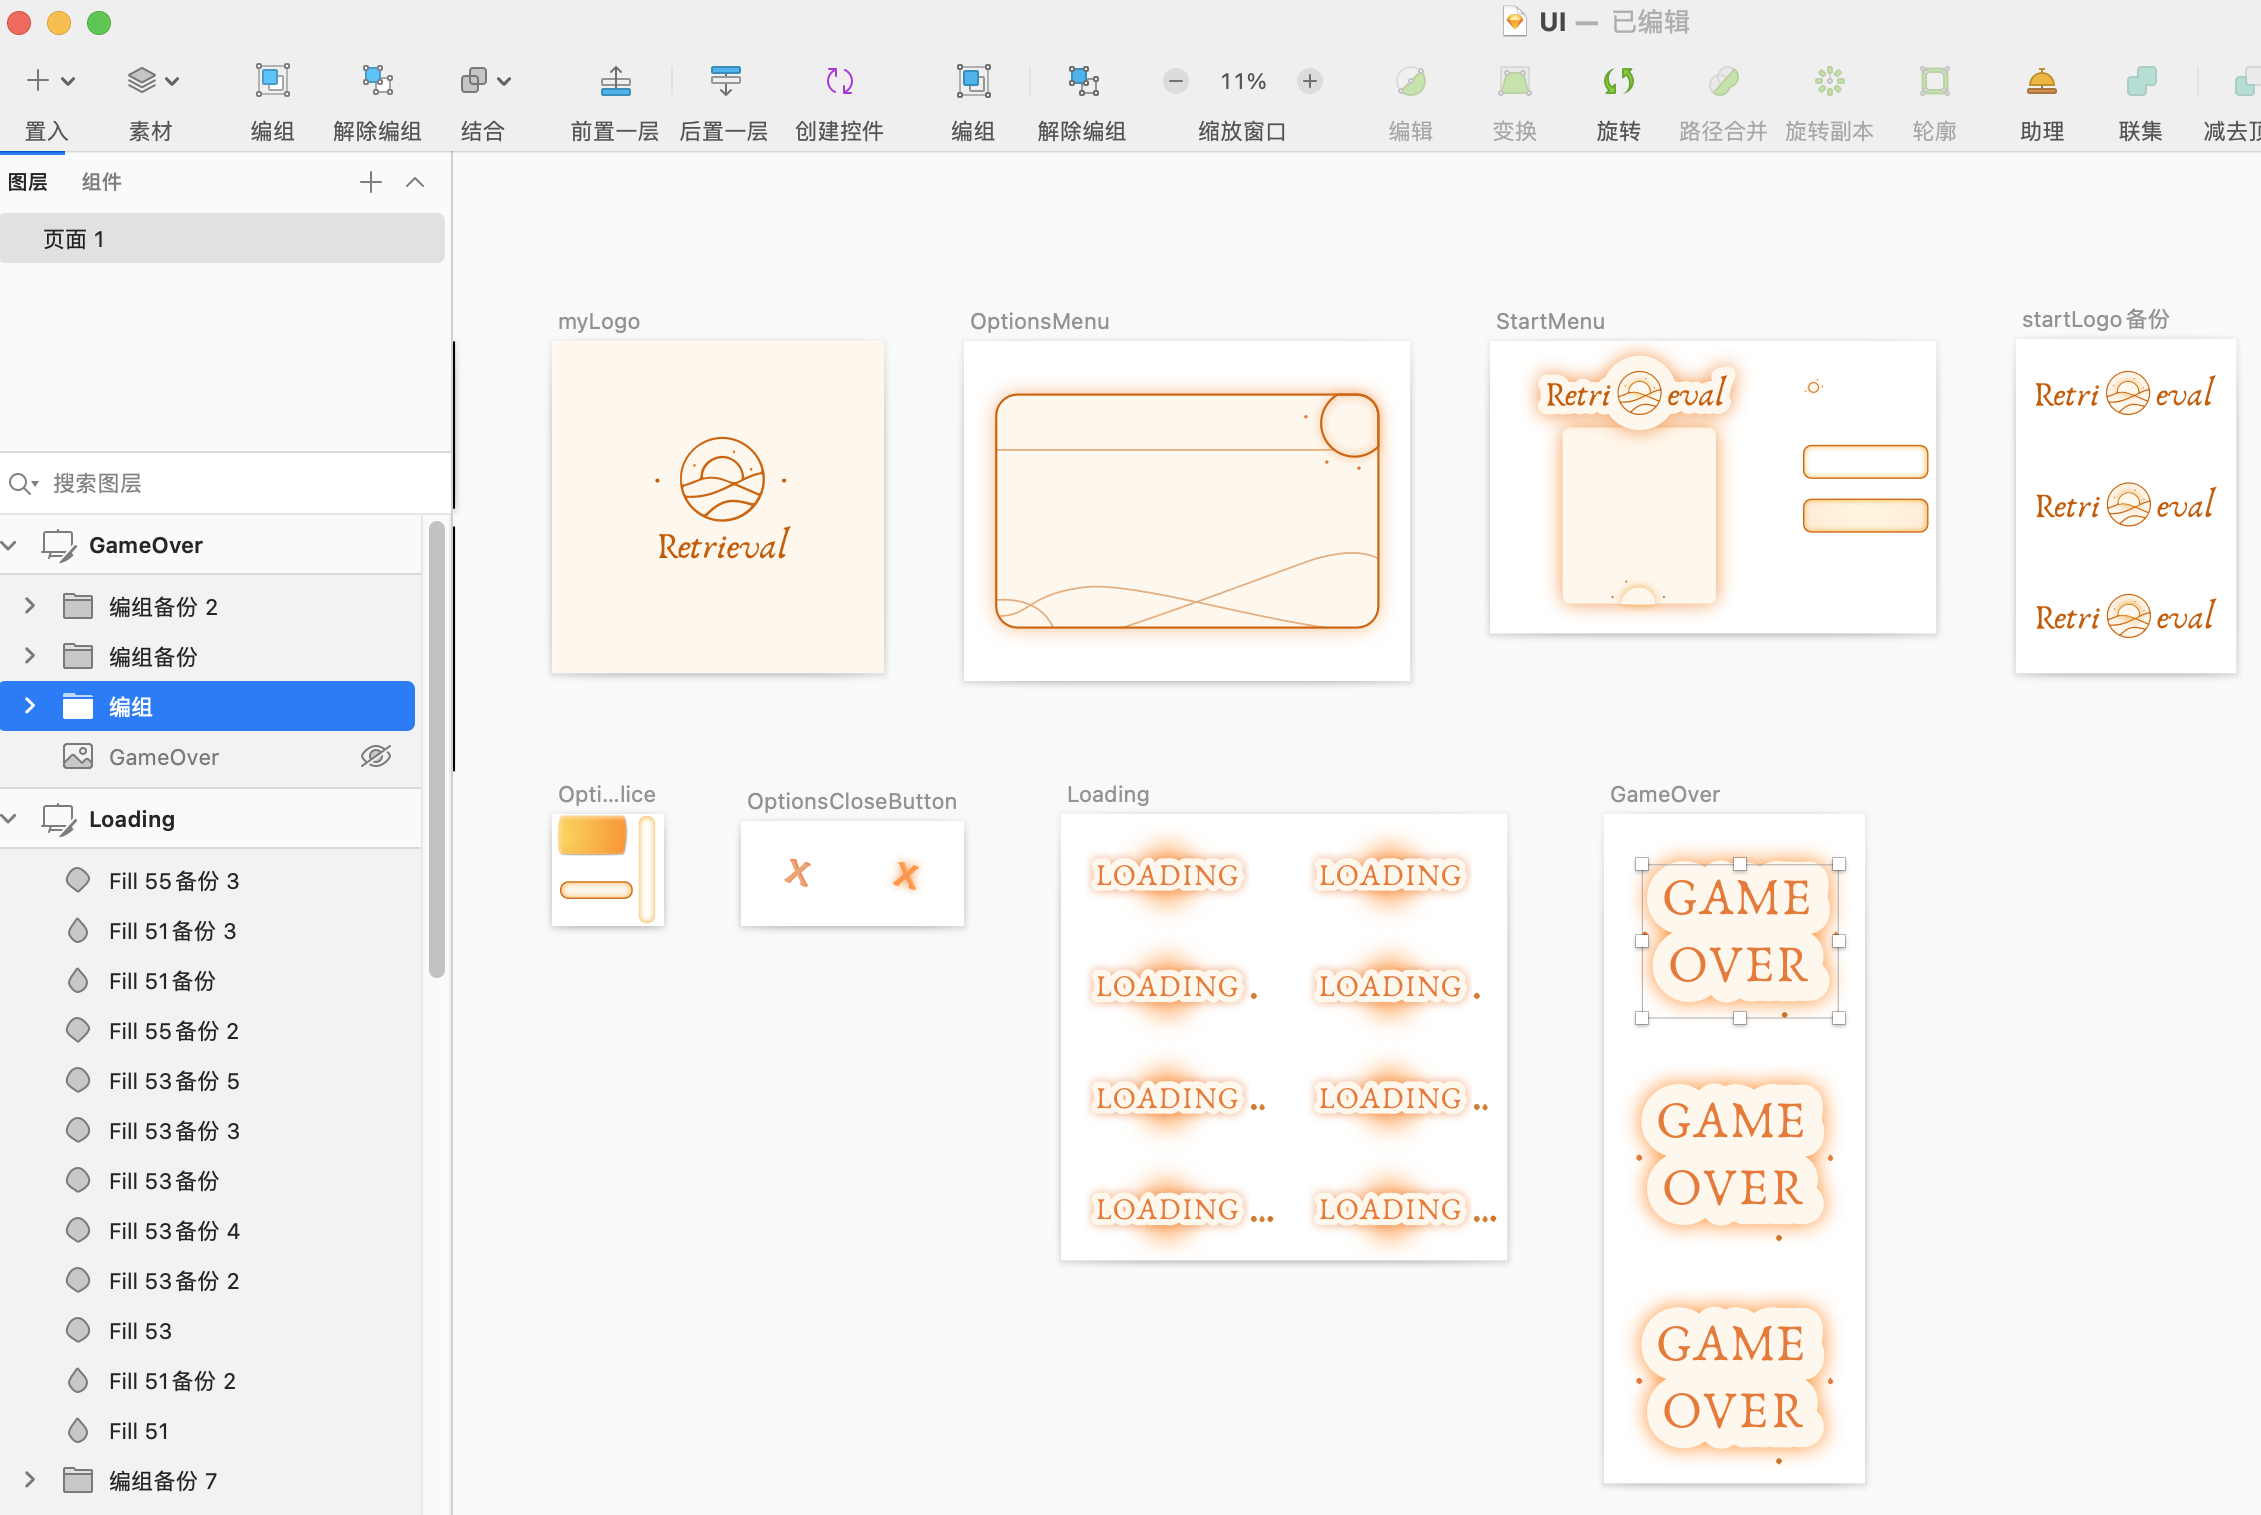 UI — 已编辑
置入
素材
编组
解除编组
结合
前置一层
后置一层
创建控件
编组
解除编组
11%
缩放窗口
编辑
变换
旋转
路径合并
旋转副本
轮廓
助理
联集
图层
组件
页面 1
搜索图层
GameOver
编组备份 2
编组备份
编组
GameOver
Loading
Fill 55备份 3
Fill 51备份 3
Fill 51备份
Fill 55备份 2
Fill 53备份 5
Fill 53备份 3
Fill 53备份
Fill 53备份 4
Fill 53备份 2
Fill 53
Fill 51备份 2
Fill 51
编组备份 7
myLogo
Retrieval
OptionsMenu
StartMenu
Retri eval
startLogo备份
Retri eval
Retri eval
Retri eval
Opti...lice
OptionsCloseButton
X X
Loading
LOADING LOADING
LOADING. LOADING.
LOADING.. LOADING..
LOADING... LOADING...
GameOver
GAME
OVER
GAME
OVER
GAME
OVER